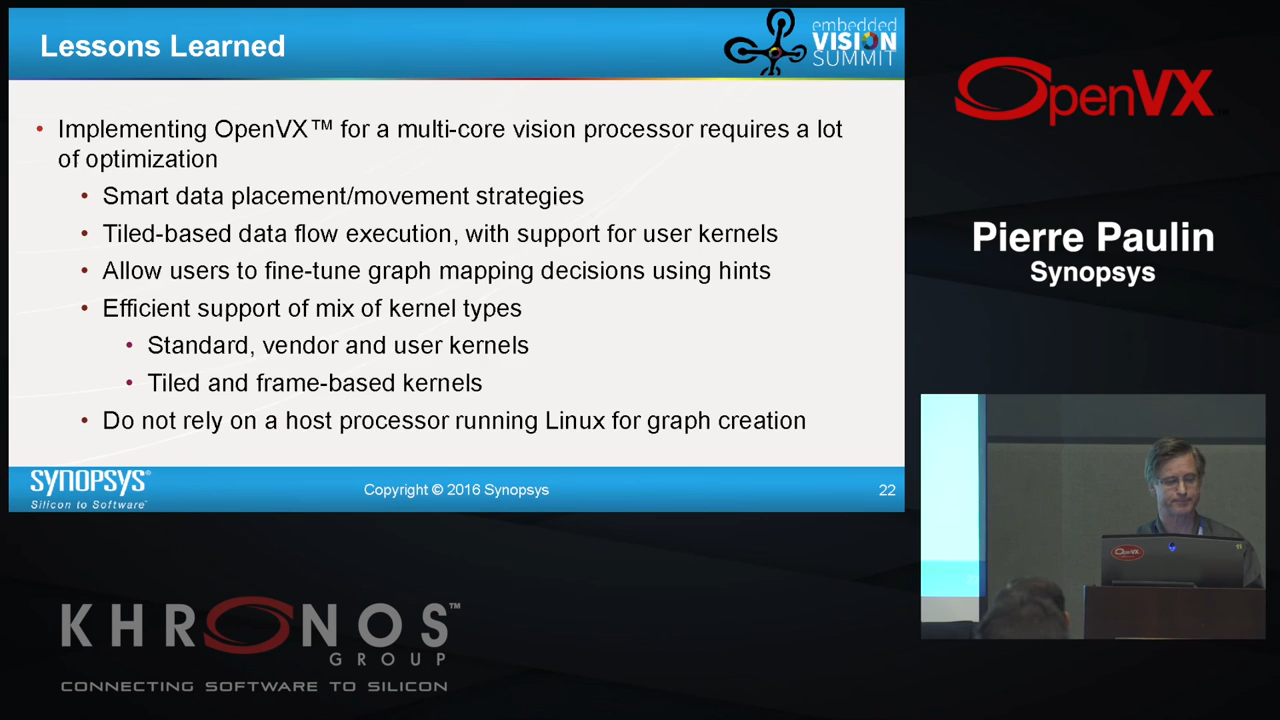 Lessons Learned
embedded
VISION
SUMMIT
• Implementing OpenVX™ for a multi-core vision processor requires a lot
of optimization
• Smart data placement/movement strategies
• Tiled-based data flow execution, with support for user kernels
• Allow users to fine-tune graph mapping decisions using hints
• Efficient support of mix of kernel types
• Standard, vendor and user kernels
• Tiled and frame-based kernels
• Do not rely on a host processor running Linux for graph creation
SYNOPSYS®
Silicon to Software™
Copyright © 2016 Synopsys
22
OpenVX™
Pierre Paulin
Synopsys
OpenVX
KHRONOS™
GROUP
CONNECTING SOFTWARE TO SILICON